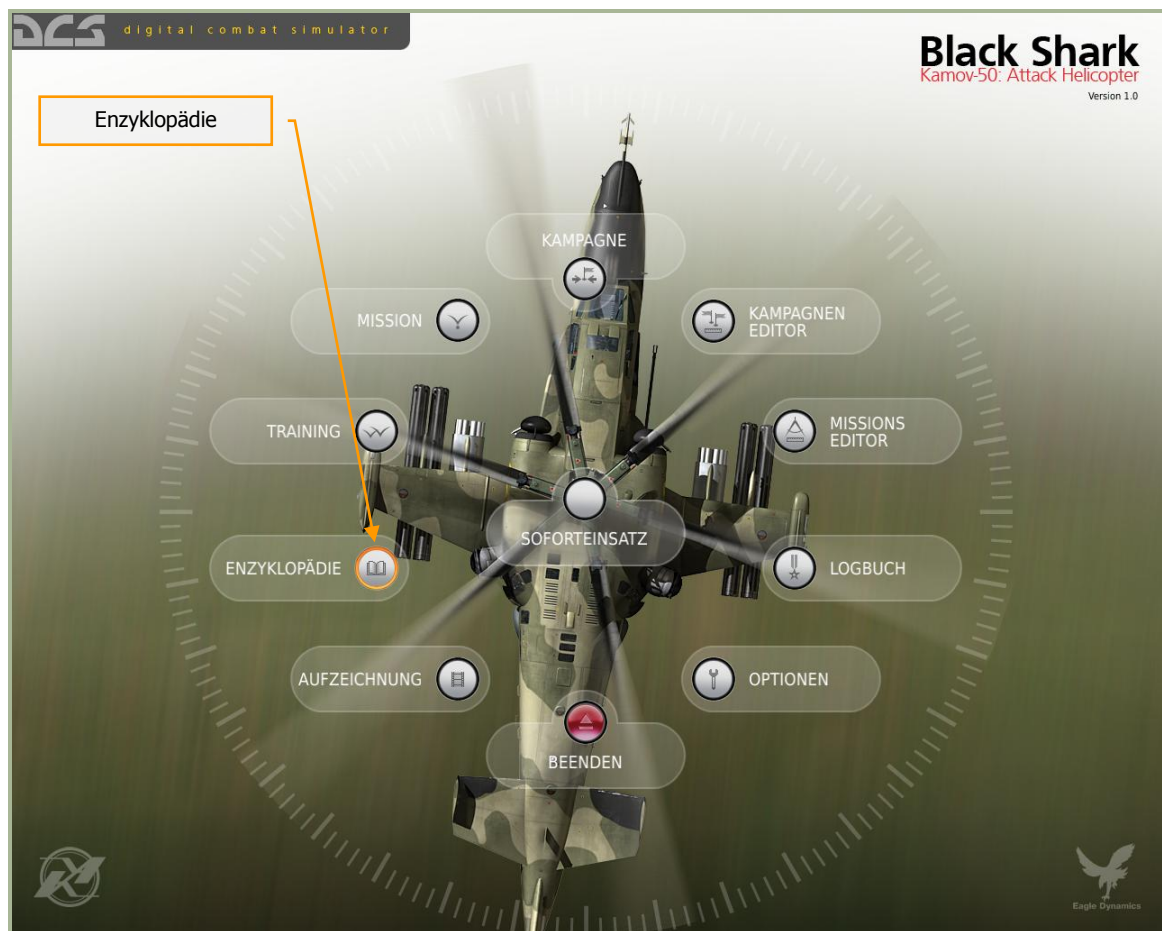 DCS digital combat simulator
Black Shark
Kamov-50: Attack Helicopter
Version 1.0
Enzyklopädie
KAMPAGNE
MISSION
KAMPAGNEN
EDITOR
TRAINING
MISSIONS
EDITOR
SOFORTEINSATZ
ENZYKLOPÄDIE
LOGBUCH
AUFZEICHNUNG
OPTIONEN
BEENDEN
Eagle Dynamics